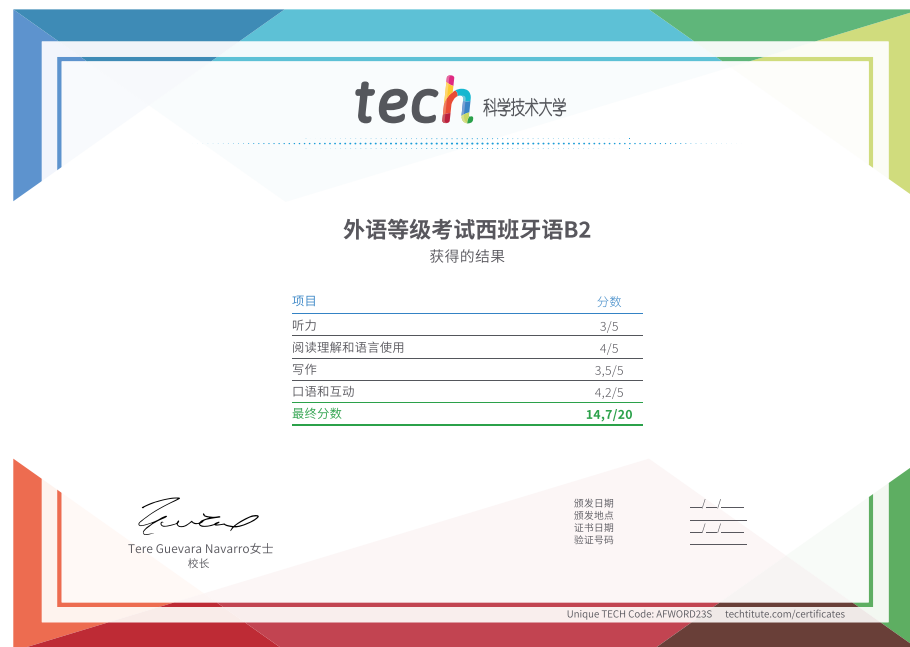 tech 科学技术大学
外语等级考试西班牙语B2
获得的结果
项目 分数
听力 3/5
阅读理解和语言使用 4/5
写作 3,5/5
口语和互动 4,2/5
最终分数 14,7/20
颁发日期 __/__/____
颁发地点 __________
证书日期 __/__/____
验证号码 __________
Tere Guevara Navarro女士
校长
Unique TECH Code: AFWORD23S techtitute.com/certificates